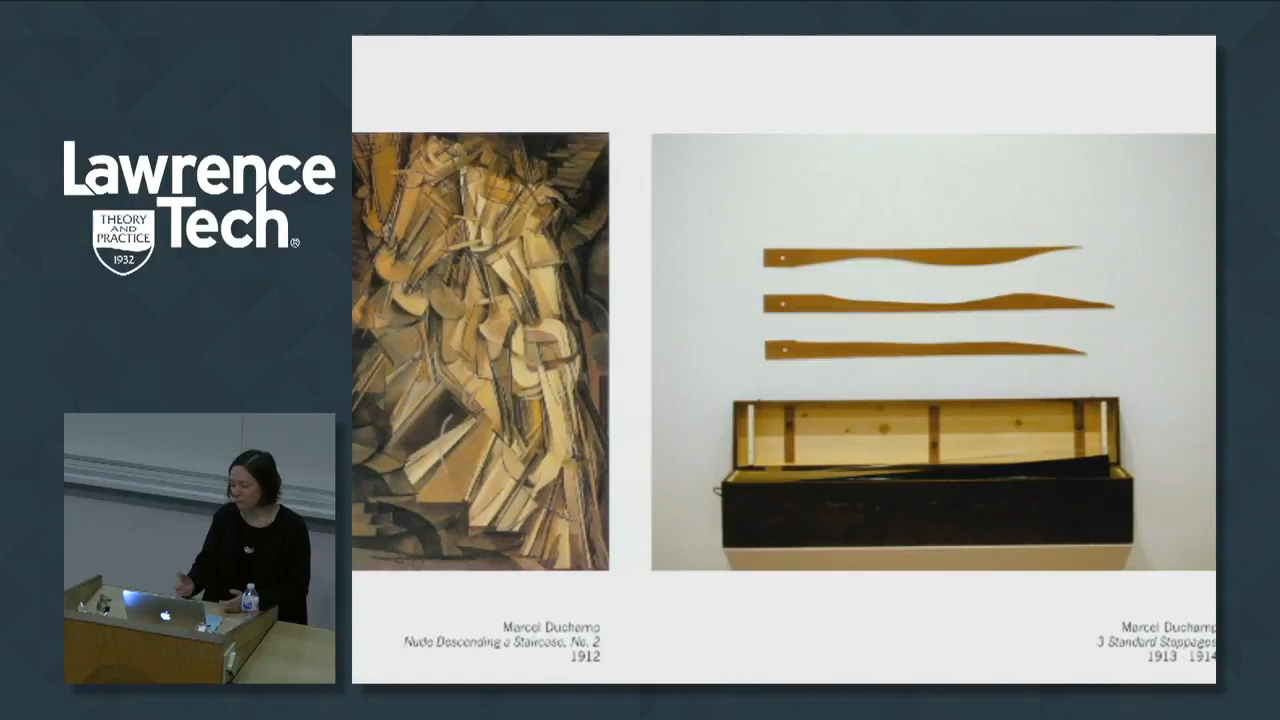 Lawrence
Tech®
THEORY
AND
PRACTICE
1932
Marcel Duchamp
Nude Descending a Staircase, No. 2
1912
Marcel Duchamp
3 Standard Stoppages
1913 - 1914